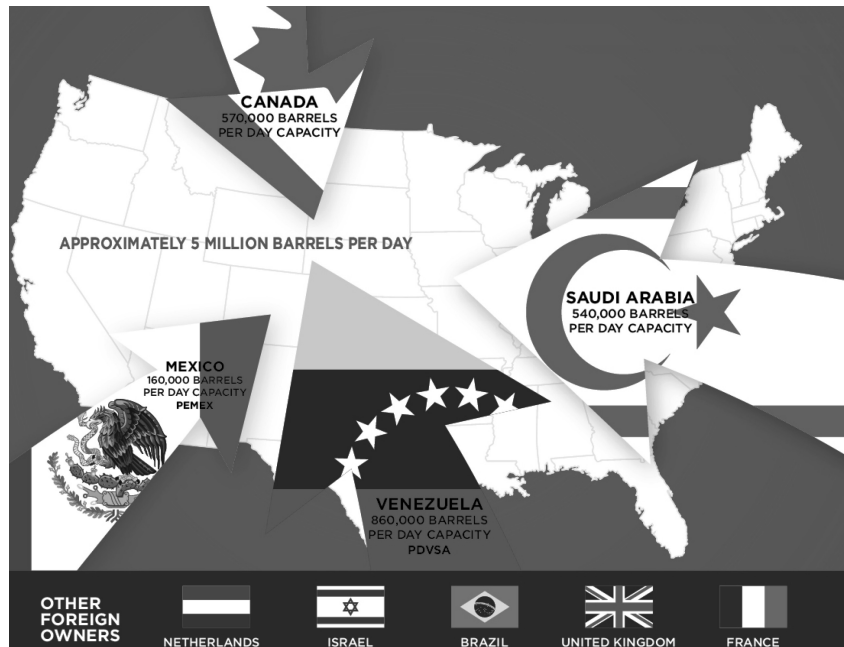 CANADA
570,000 BARRELS
PER DAY CAPACITY
APPROXIMATELY 5 MILLION BARRELS PER DAY
SAUDI ARABIA
540,000 BARRELS
PER DAY CAPACITY
MEXICO
160,000 BARRELS
PER DAY CAPACITY
PEMEX
VENEZUELA
860,000 BARRELS
PER DAY CAPACITY
PDVSA
OTHER
FOREIGN
OWNERS
NETHERLANDS
ISRAEL
BRAZIL
UNITED KINGDOM
FRANCE